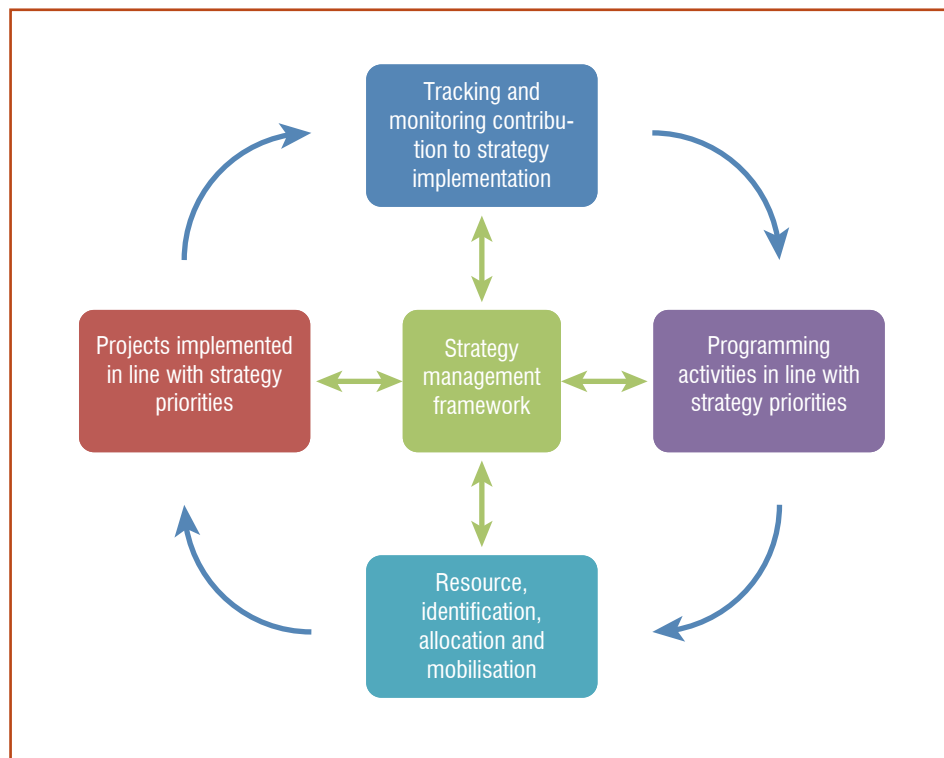 Tracking and
monitoring contribu-
tion to strategy
implementation
Projects implemented
in line with strategy
priorities
Strategy
management
framework
Programming
activities in line with
strategy priorities
Resource,
identification,
allocation and
mobilisation